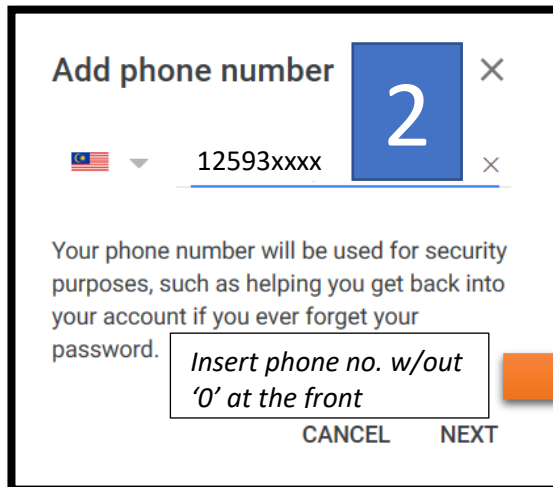 Add phone number
2
12593xxxx
Your phone number will be used for security
purposes, such as helping you get back into
your account if you ever forget your
password.
Insert phone no. w/out
‘0’ at the front
CANCEL NEXT